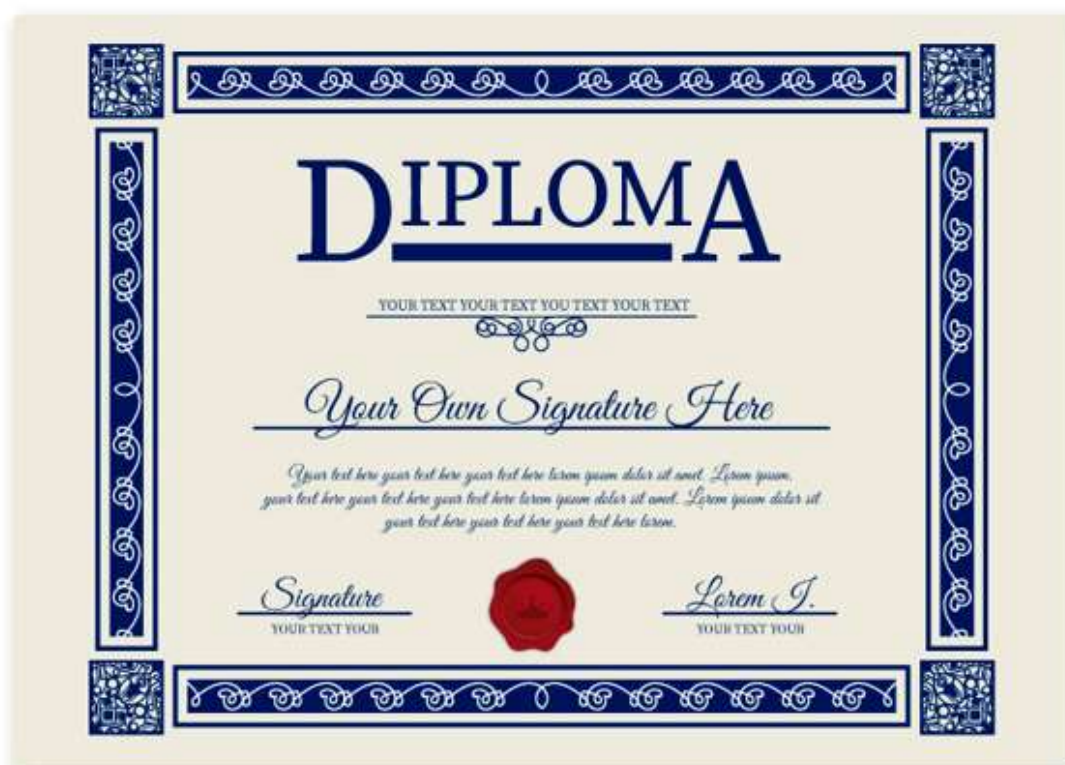 DIPLOMA
YOUR TEXT YOUR TEXT YOU TEXT YOUR TEXT
Your Own Signature Here
Your text here your text here your text here lorem ipsum dolor sit amet. Lorem ipsum,
your text here your text here your text here lorem ipsum dolor sit amet. Lorem ipsum dolor sit
your text here your text here your text here lorem.
Signature
YOUR TEXT YOUR
Lorem I.
YOUR TEXT YOUR